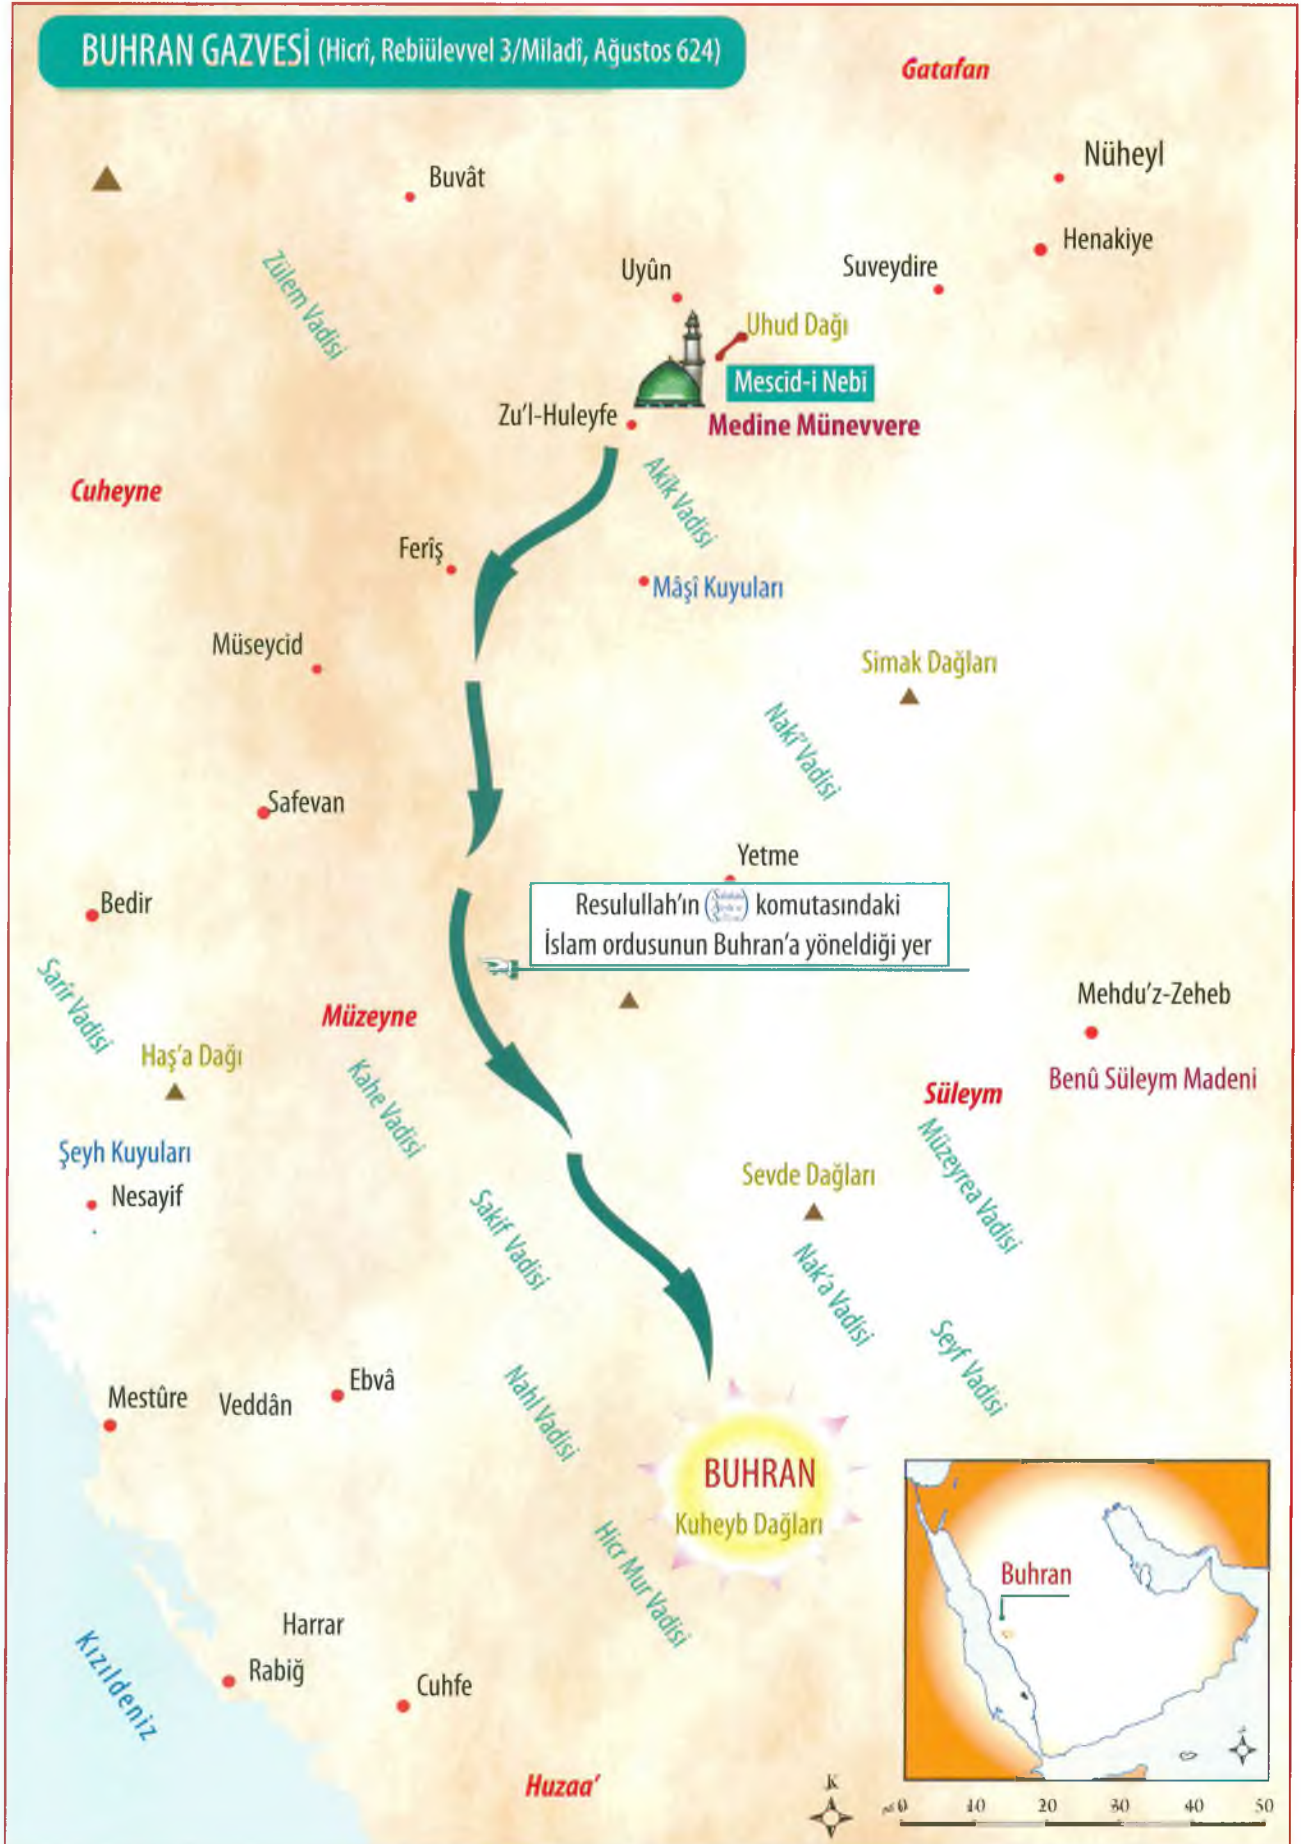 BUHRAN GAZVESİ (Hicrî, Rebiülevvel 3/Miladî, Ağustos 624)
Gatafan
Nüheyl
Buvât
Henakiye
Zülem Vadisi
Uyûn
Suveydire
Uhud Dağı
Mescid-i Nebi
Zu'l-Huleyfe
Medine Münevvere
Akîk Vadisi
Cuheyne
Ferîş
Mâşî Kuyuları
Müseycid
Simak Dağları
Nakî' Vadisi
Safevan
Yetme
Bedir
Resulullah'ın komutasındaki
İslam ordusunun Buhran'a yöneldiği yer
Sarîr Vadisi
Mehdu'z-Zeheb
Müzeyne
Haş'a Dağı
Kahe Vadisi
Benû Süleym Madeni
Süleym
Müzeyrea Vadisi
Şeyh Kuyuları
Nesayif
Sevde Dağları
Sakif Vadisi
Nak'a Vadisi
Seyf Vadisi
Ebvâ
Mestûre
Veddân
Nahl Vadisi
BUHRAN
Kuheyb Dağları
Hicr Mur Vadisi
Buhran
Harrar
Rabiğ
Cuhfe
Kızıldeniz
Huzaa'
K
0 10 20 30 40 50